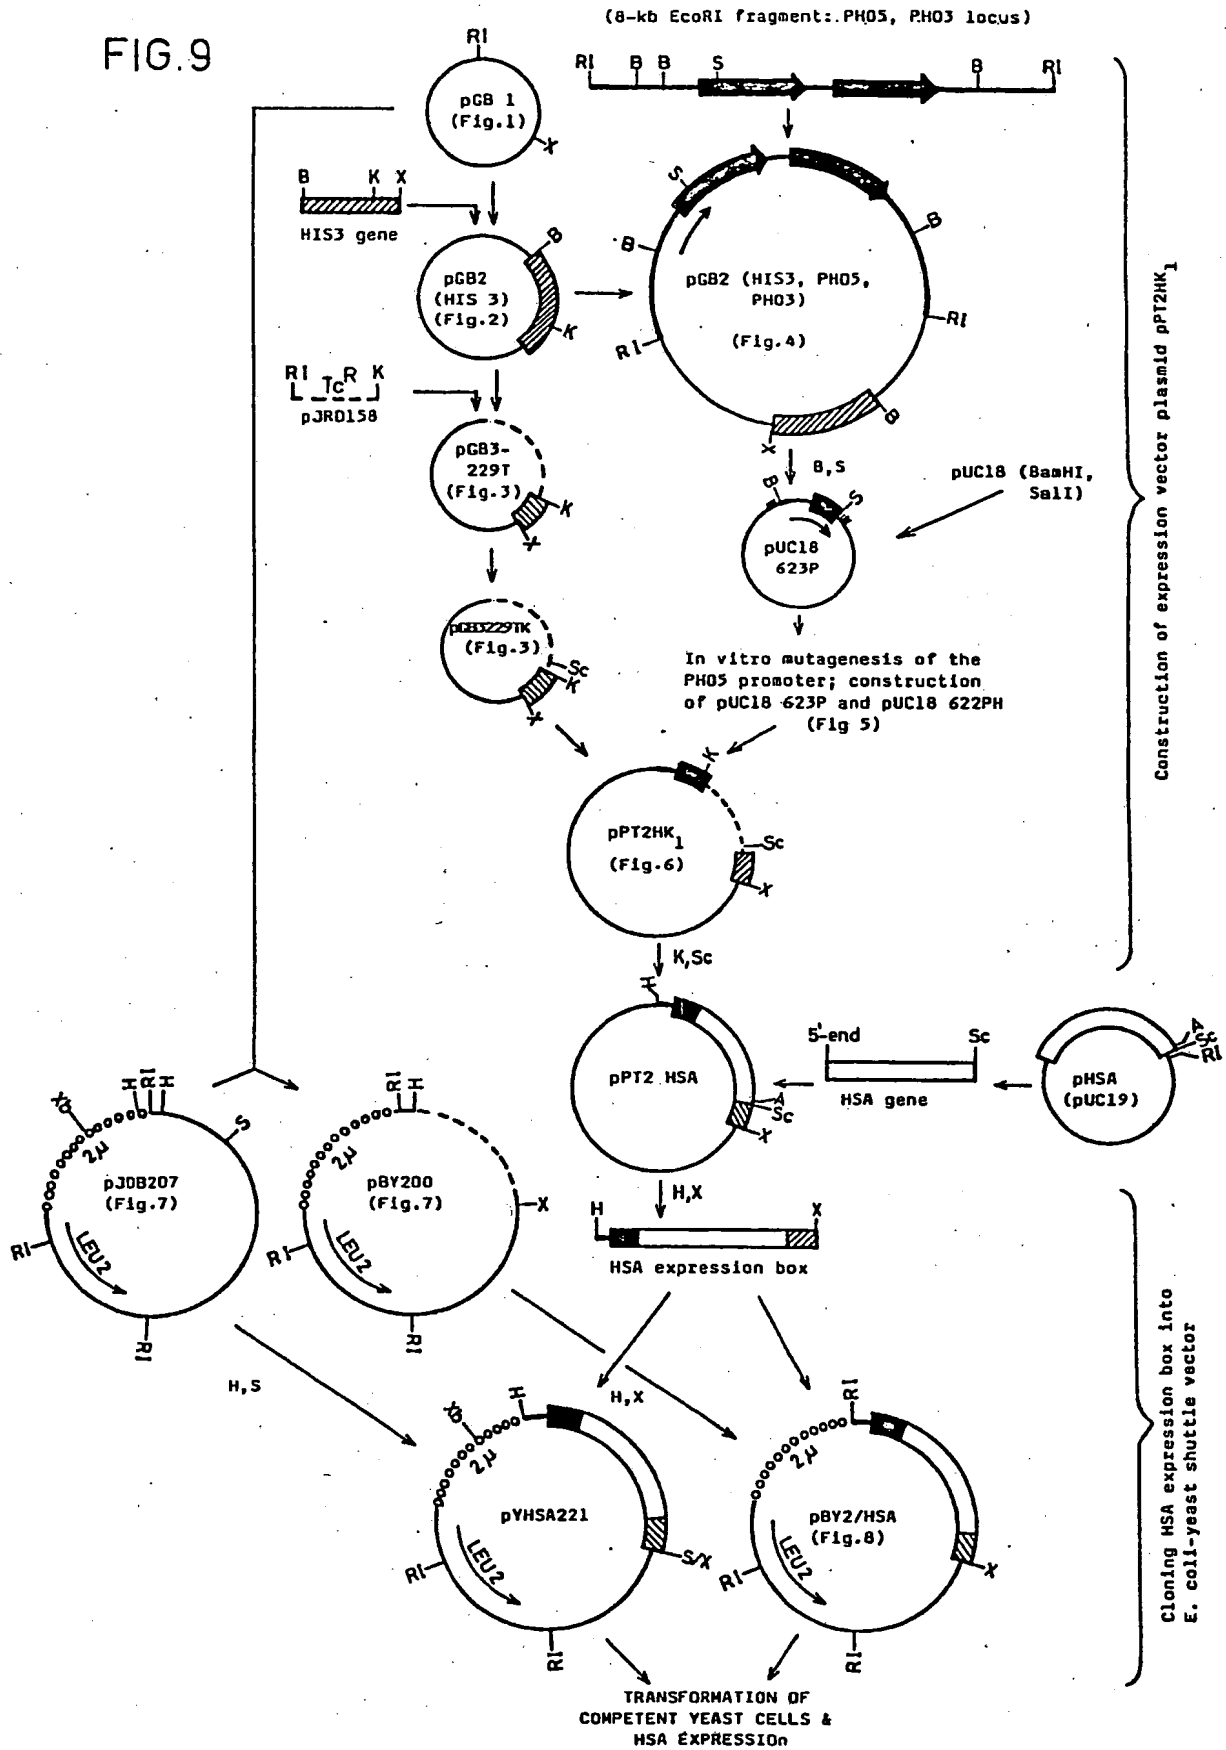 FIG.9
(8-kb EcoRI fragment: PHO5, PHO3 locus)
RI
pGB 1
(Fig.1)
X
RI B B S B RI
B K X
HIS3 gene
pGB2
(HIS 3)
(Fig.2)
B
K
S
B
RI
pGB2 (HIS3, PHO5,
PHO3)
(Fig.4)
B
RI
B
X
RI TcR K
pJRD158
pGB3-
229T
(Fig.3)
K
X
B,S
pUC18 (BamHI,
SalI)
B
S
pUC18
623P
pGB3229TK
(Fig.3)
Sc
K
X
In vitro mutagenesis of the
PHO5 promoter; construction
of pUC18 623P and pUC18 622PH
(Fig 5)
K
pPT2HK1
(Fig.6)
Sc
X
K,Sc
Construction of expression vector plasmid pPT2HK1
H
pPT2 HSA
A
Sc
X
5'-end Sc
HSA gene
pHSA
(pUC19)
A
Sc
RI
H,X
H X
HSA expression box
Xb
H
RI
H
S
2μ
pJDB207
(Fig.7)
RI
LEU2
RI
RI
H
2μ
pBY200
(Fig.7)
X
RI
LEU2
RI
H,S
H,X
Xb
H
2μ
pYHSA221
S/X
RI
LEU2
RI
RI
2μ
pBY2/HSA
(Fig.8)
X
RI
LEU2
RI
Cloning HSA expression box into
E. coli-yeast shuttle vector
TRANSFORMATION OF
COMPETENT YEAST CELLS &
HSA EXPRESSION